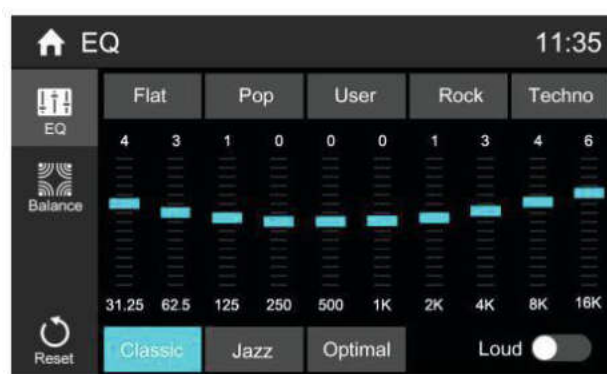 EQ 11:35
Flat Pop User Rock Techno
EQ
4 3 1 0 0 0 1 3 4 6
Balance
31.25 62.5 125 250 500 1K 2K 4K 8K 16K
Classic Jazz Optimal Loud
Reset